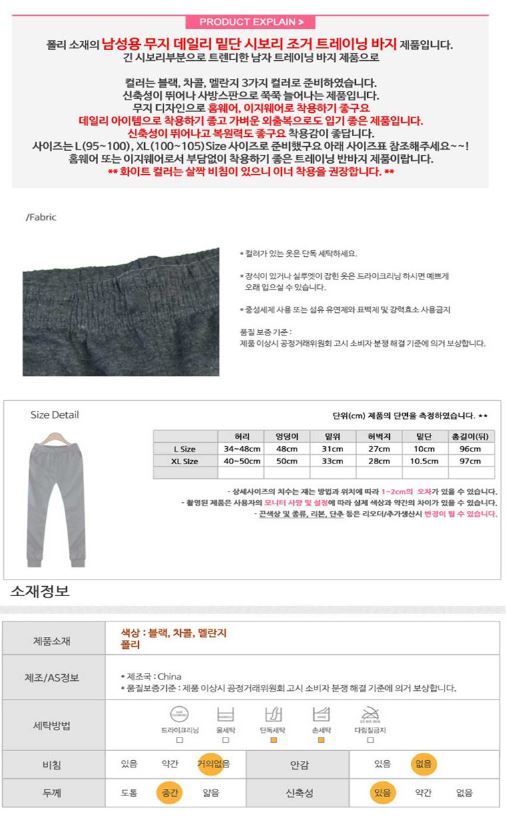 PRODUCT EXPLAIN >
폴리 소재의 남성용 무지 데일리 밑단 시보리 조거 트레이닝 바지 제품입니다.
긴 시보리부분으로 트렌디한 남자 트레이닝 바지 제품으로
컬러는 블랙, 차콜, 멜란지 3가지 컬러로 준비하였습니다.
신축성이 뛰어나 사방스판으로 쭉쭉 늘어나는 제품입니다.
무지 디자인으로 홈웨어, 이지웨어로 착용하기 좋구요
데일리 아이템으로 착용하기 좋고 가벼운 외출복으로도 입기 좋은 제품입니다.
신축성이 뛰어나고 복원력도 좋구요 착용감이 좋답니다.
사이즈는 L(95~100), XL(100~105)Size 사이즈로 준비했구요 아래 사이즈표 참조해주세요~~!
홈웨어 또는 이지웨어로서 부담없이 착용하기 좋은 트레이닝 반바지 제품이랍니다.
** 화이트 컬러는 살짝 비침이 있으니 이너 착용을 권장합니다. **
/Fabric
* 컬러가 있는 옷은 단독 세탁하세요.
* 장식이 있거나 실루엣이 잡힌 옷은 드라이크리닝 하시면 예쁘게
오래 입으실 수 있습니다.
* 중성세제 사용 또는 섬유 유연제와 표백제 및 강력효소 사용금지
품질 보증 기준 :
제품 이상시 공정거래위원회 고시 소비자 분쟁 해결 기준에 의거 보상합니다.
Size Detail
단위(cm) 제품의 단면을 측정하였습니다. **
허리 엉덩이 밑위 허벅지 밑단 총길이(뒤)
L Size 34~48cm 48cm 31cm 27cm 10cm 96cm
XL Size 40~50cm 50cm 33cm 28cm 10.5cm 97cm
- 상세사이즈의 치수는 재는 방법과 위치에 따라 1~2cm의 오차가 있을 수 있습니다.
- 촬영된 제품은 사용자의 모니터 사양 및 설정에 따라 실제 색상과 약간의 차이가 있을 수 있습니다.
- 끈색상 및 종류, 리본, 단추 등은 리오더/추가생산시 변경이 될 수 있습니다.
소재정보
제품소재
색상 : 블랙, 차콜, 멜란지
폴리
제조/AS정보
* 제조국 : China
* 품질보증기준 : 제품 이상시 공정거래위원회 고시 소비자 분쟁 해결 기준에 의거 보상합니다.
세탁방법
드라이크리닝 울세탁 단독세탁 손세탁 다림질금지
비침 있음 약간 거의없음 안감 있음 없음
두께 도톰 중간 얇음 신축성 있음 약간 없음